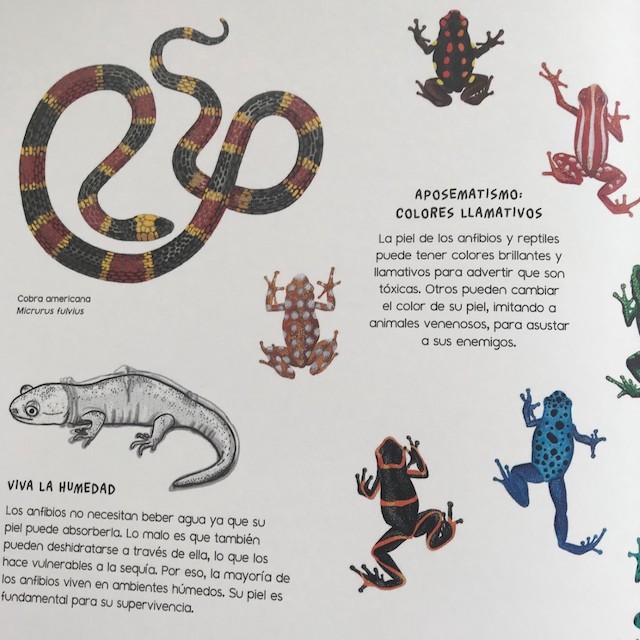 Cobra americana
Micrurus fulvius
APOSEMATISMO:
COLORES LLAMATIVOS
La piel de los anfibios y reptiles
puede tener colores brillantes y
llamativos para advertir que son
tóxicas. Otros pueden cambiar
el color de su piel, imitando a
animales venenosos, para asustar
a sus enemigos.
VIVA LA HUMEDAD
Los anfibios no necesitan beber agua ya que su
piel puede absorberla. Lo malo es que también
pueden deshidratarse a través de ella, lo que los
hace vulnerables a la sequía. Por eso, la mayoría de
los anfibios viven en ambientes húmedos. Su piel es
fundamental para su supervivencia.